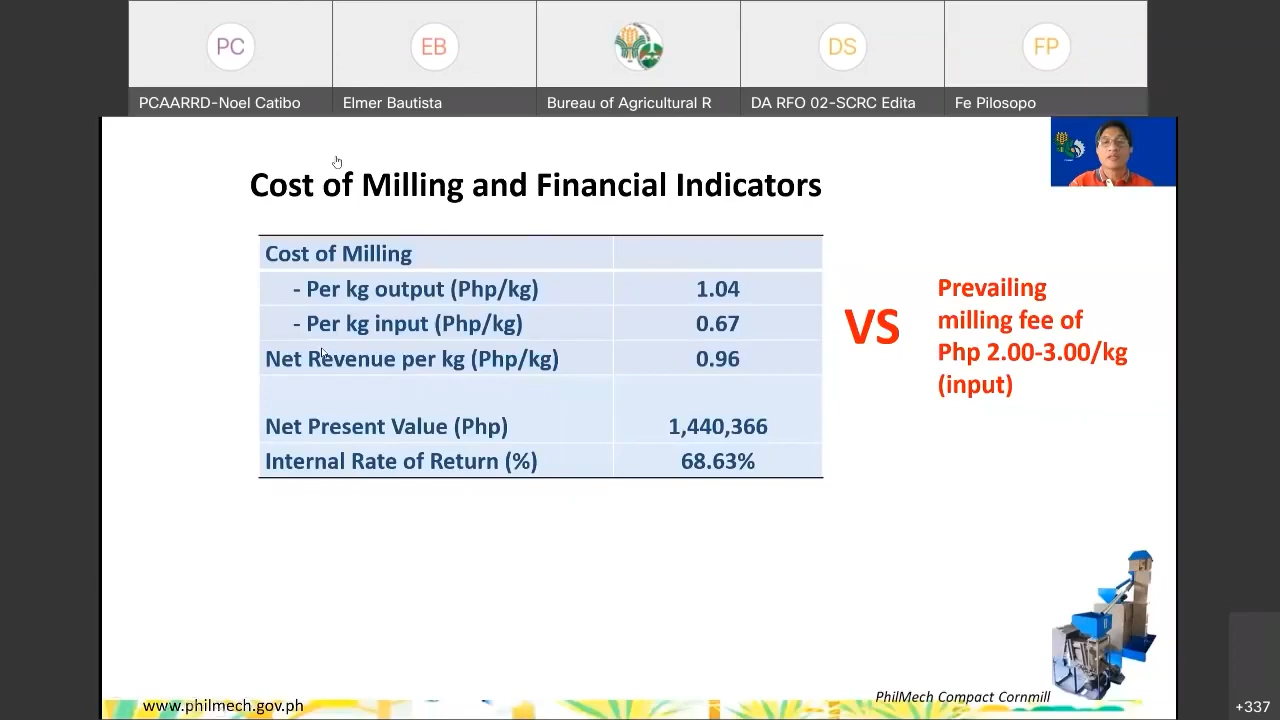 PC
EB
DS
FP
PCAARRD-Noel Catibo
Elmer Bautista
Bureau of Agricultural R
DA RFO 02-SCRC Edita
Fe Pilosopo
Cost of Milling and Financial Indicators
Cost of Milling
- Per kg output (Php/kg) 1.04
- Per kg input (Php/kg) 0.67
Net Revenue per kg (Php/kg) 0.96
Net Present Value (Php) 1,440,366
Internal Rate of Return (%) 68.63%
VS
Prevailing
milling fee of
Php 2.00-3.00/kg
(input)
PhilMech Compact Cornmill
www.philmech.gov.ph
+337